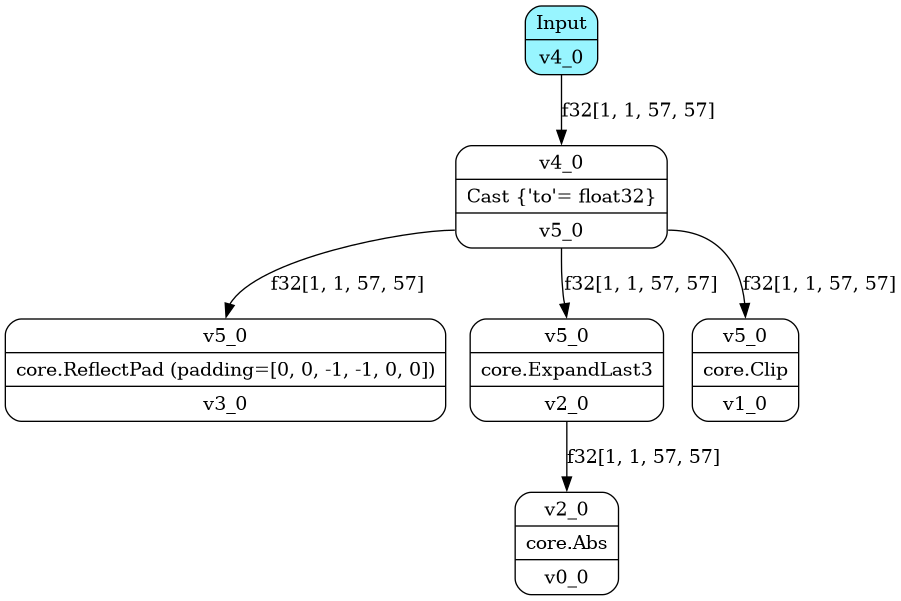 Input
v4_0
f32[1, 1, 57, 57]
v4_0
Cast {'to'= float32}
v5_0
f32[1, 1, 57, 57]
f32[1, 1, 57, 57]
f32[1, 1, 57, 57]
v5_0
core.ReflectPad (padding=[0, 0, -1, -1, 0, 0])
v3_0
v5_0
core.ExpandLast3
v2_0
v5_0
core.Clip
v1_0
f32[1, 1, 57, 57]
v2_0
core.Abs
v0_0